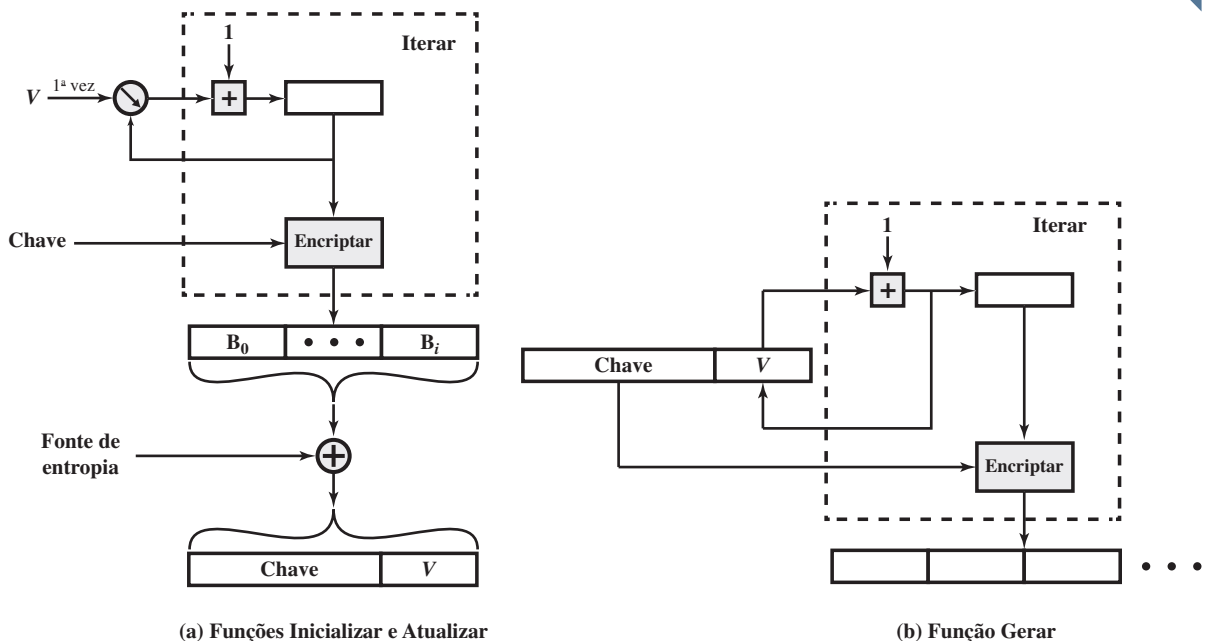 1
Iterar
V
1ª vez
+
Chave
Encriptar
B0 • • • Bi
Fonte de
entropia
+
Chave V
(a) Funções Inicializar e Atualizar
1
Iterar
+
Chave V
Encriptar
• • •
(b) Função Gerar